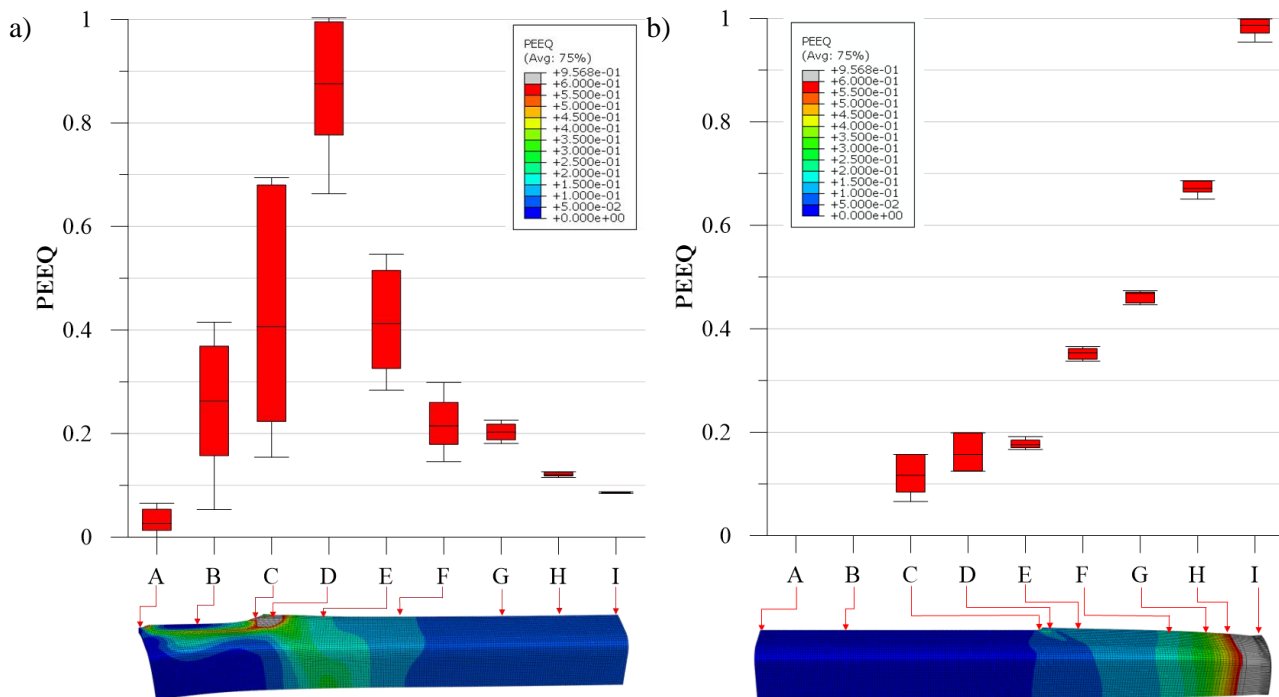 a)
1
0.8
0.6
0.4
0.2
0
PEEQ
PEEQ
(Avg: 75%)
+9.568e-01
+6.000e-01
+5.500e-01
+5.000e-01
+4.500e-01
+4.000e-01
+3.500e-01
+3.000e-01
+2.500e-01
+2.000e-01
+1.500e-01
+1.000e-01
+5.000e-02
+0.000e+00
A B C D E F G H I
b)
1
0.8
0.6
0.4
0.2
0
PEEQ
PEEQ
(Avg: 75%)
+9.568e-01
+6.000e-01
+5.500e-01
+5.000e-01
+4.500e-01
+4.000e-01
+3.500e-01
+3.000e-01
+2.500e-01
+2.000e-01
+1.500e-01
+1.000e-01
+5.000e-02
+0.000e+00
A B C D E F G H I